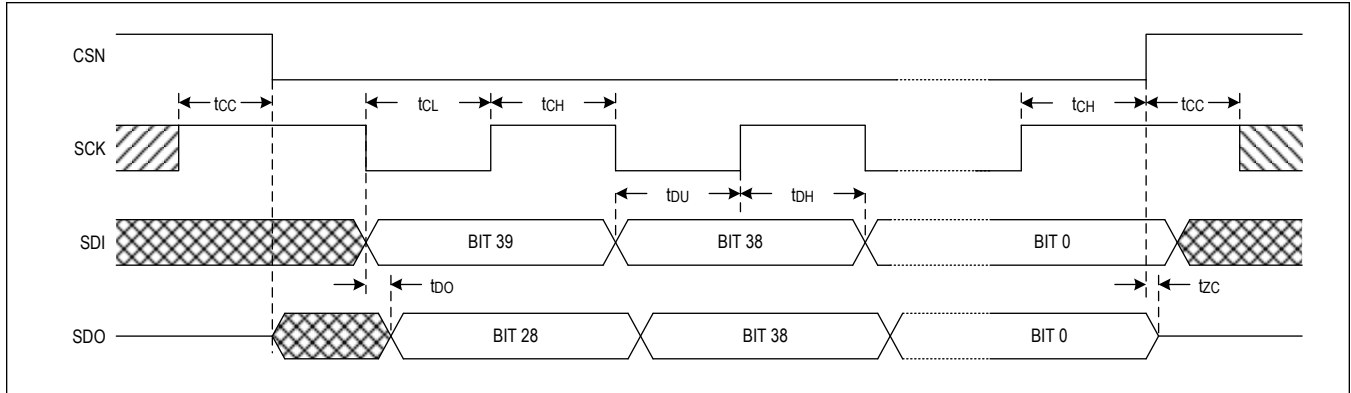 CSN
tCC tCL tCH tCH tCC
SCK
tDU tDH
SDI BIT 39 BIT 38 BIT 0
tDO tZC
SDO BIT 28 BIT 38 BIT 0